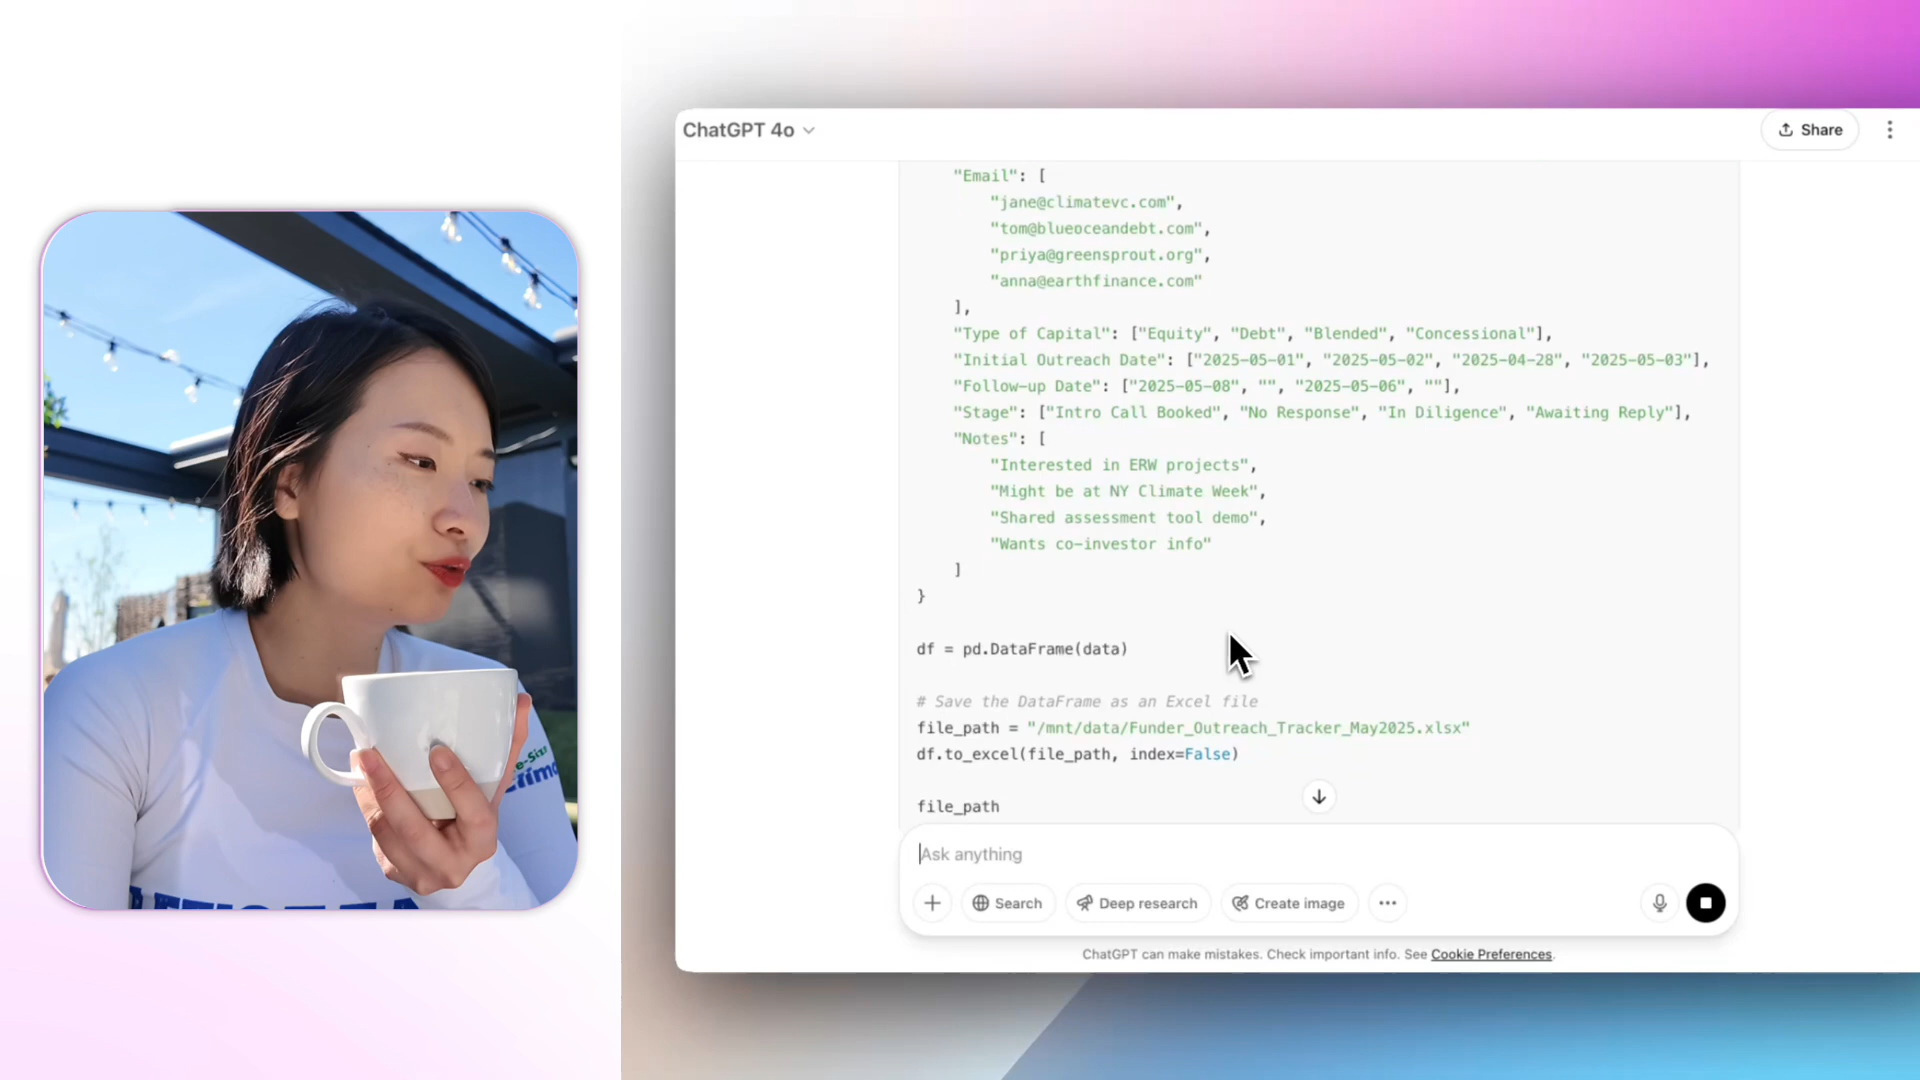 ChatGPT 4o
Share
"Email": [
"jane@climatevc.com",
"tom@blueoceandebt.com",
"priya@greensprout.org",
"anna@earthfinance.com"
],
"Type of Capital": ["Equity", "Debt", "Blended", "Concessional"],
"Initial Outreach Date": ["2025-05-01", "2025-05-02", "2025-04-28", "2025-05-03"],
"Follow-up Date": ["2025-05-08", "", "2025-05-06", ""],
"Stage": ["Intro Call Booked", "No Response", "In Diligence", "Awaiting Reply"],
"Notes": [
"Interested in ERW projects",
"Might be at NY Climate Week",
"Shared assessment tool demo",
"Wants co-investor info"
]
}
df = pd.DataFrame(data)
# Save the DataFrame as an Excel file
file_path = "/mnt/data/Funder_Outreach_Tracker_May2025.xlsx"
df.to_excel(file_path, index=False)
file_path
Ask anything
Search
Deep research
Create image
ChatGPT can make mistakes. Check important info. See Cookie Preferences.